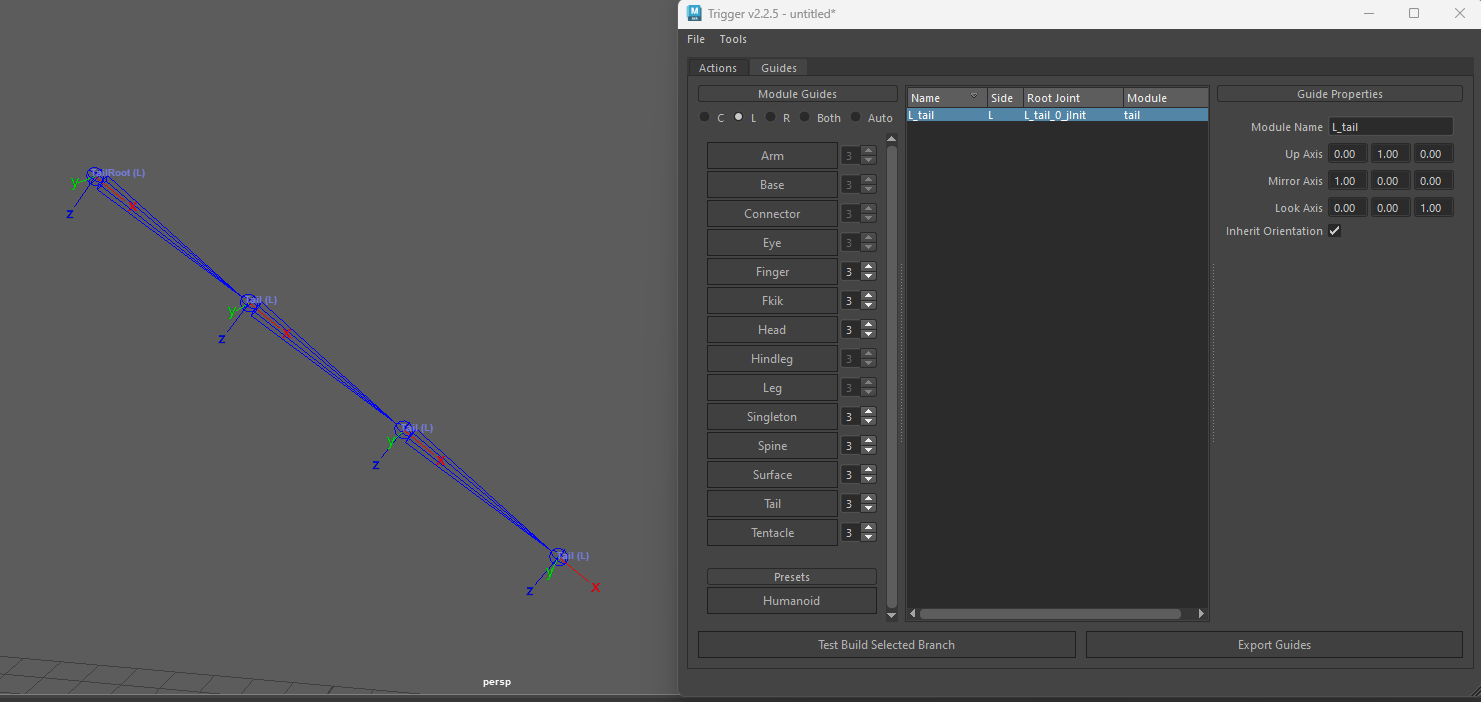 Trigger v2.2.5 - untitled*
File Tools
Actions Guides
Module Guides
C L R Both Auto
Arm 3
Base 3
Connector 3
Eye 3
Finger 3
Fkik 3
Head 3
Hindleg 3
Leg 3
Singleton 3
Spine 3
Surface 3
Tail 3
Tentacle 3
Presets
Humanoid
Name Side Root Joint Module
L_tail L L_tail_0_jInit tail
Guide Properties
Module Name L_tail
Up Axis 0.00 1.00 0.00
Mirror Axis 1.00 0.00 0.00
Look Axis 0.00 0.00 1.00
Inherit Orientation
Test Build Selected Branch Export Guides
TailRoot (L)
y
x
z
Tail (L)
y
x
z
Tail (L)
y
x
z
Tail (L)
y
x
z
persp